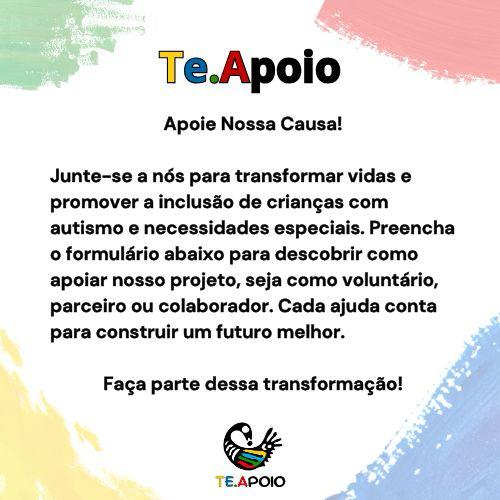 Te.Apoio
Apoie Nossa Causa!
Junte-se a nós para transformar vidas e
promover a inclusão de crianças com
autismo e necessidades especiais. Preencha
o formulário abaixo para descobrir como
apoiar nosso projeto, seja como voluntário,
parceiro ou colaborador. Cada ajuda conta
para construir um futuro melhor.
Faça parte dessa transformação!
TE.APOIO